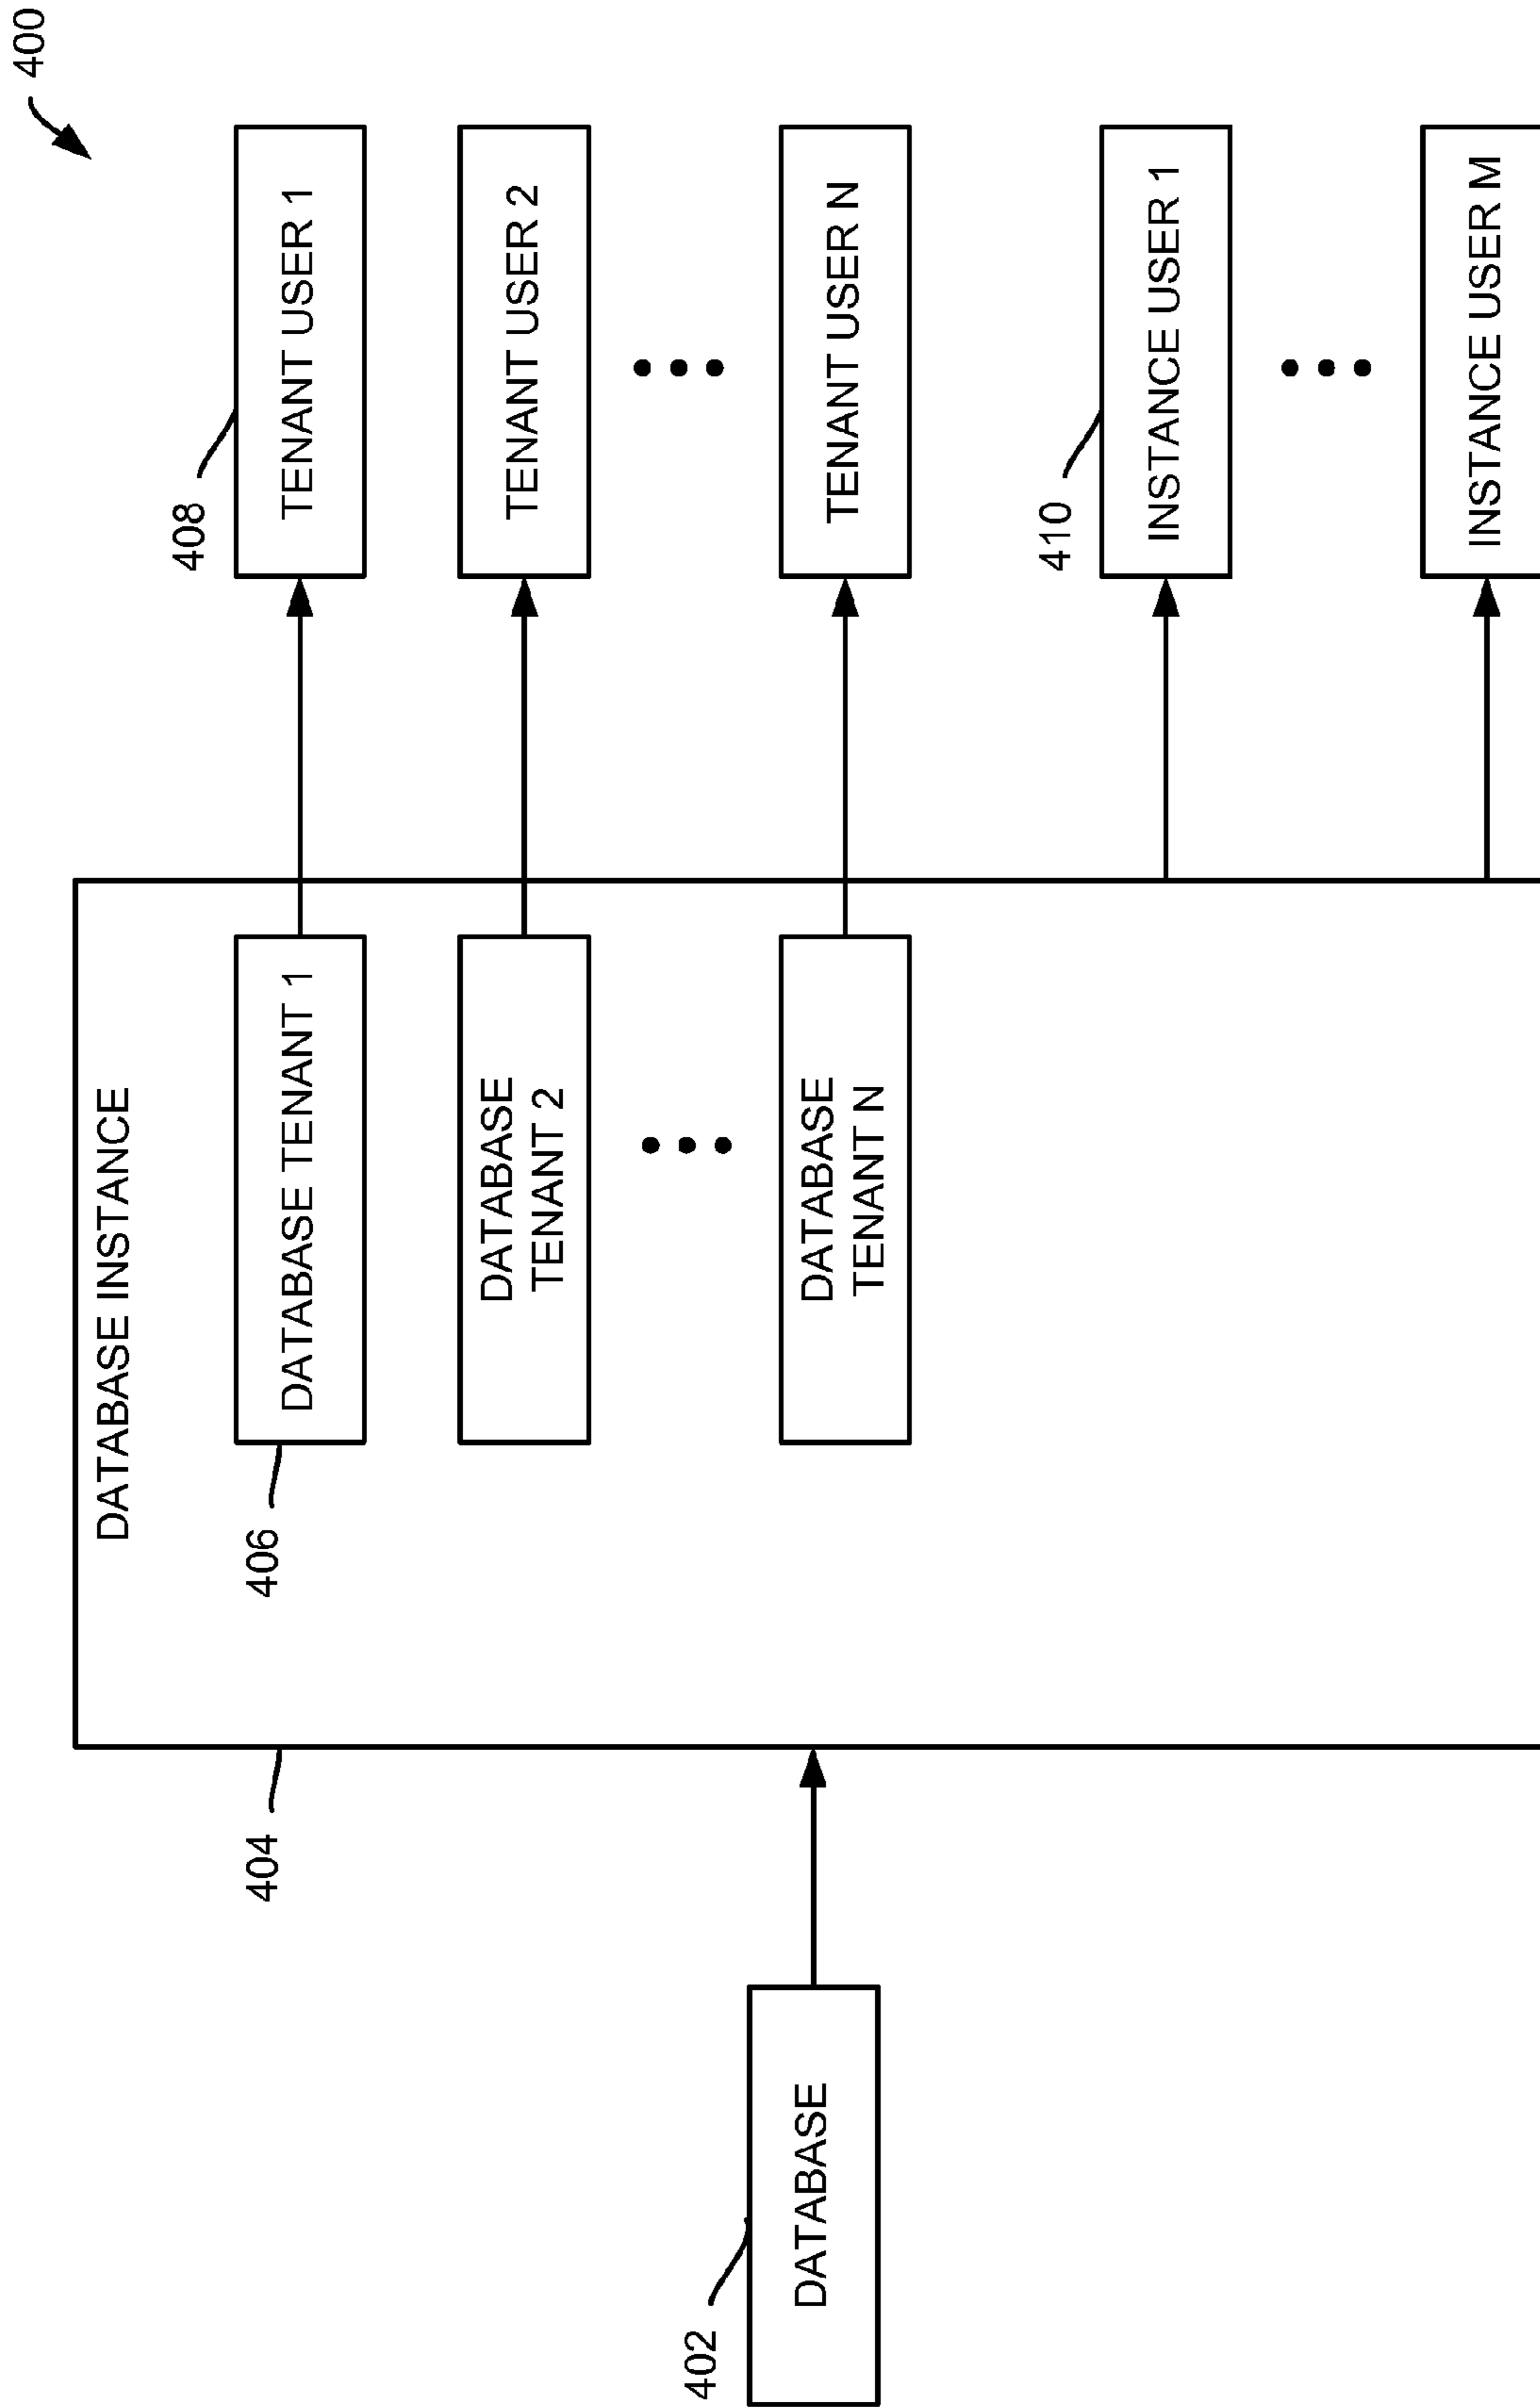 400
DATABASE INSTANCE
404
406
DATABASE TENANT 1
408
TENANT USER 1
DATABASE
TENANT 2
TENANT USER 2
402
DATABASE
DATABASE
TENANT N
TENANT USER N
410
INSTANCE USER 1
INSTANCE USER M